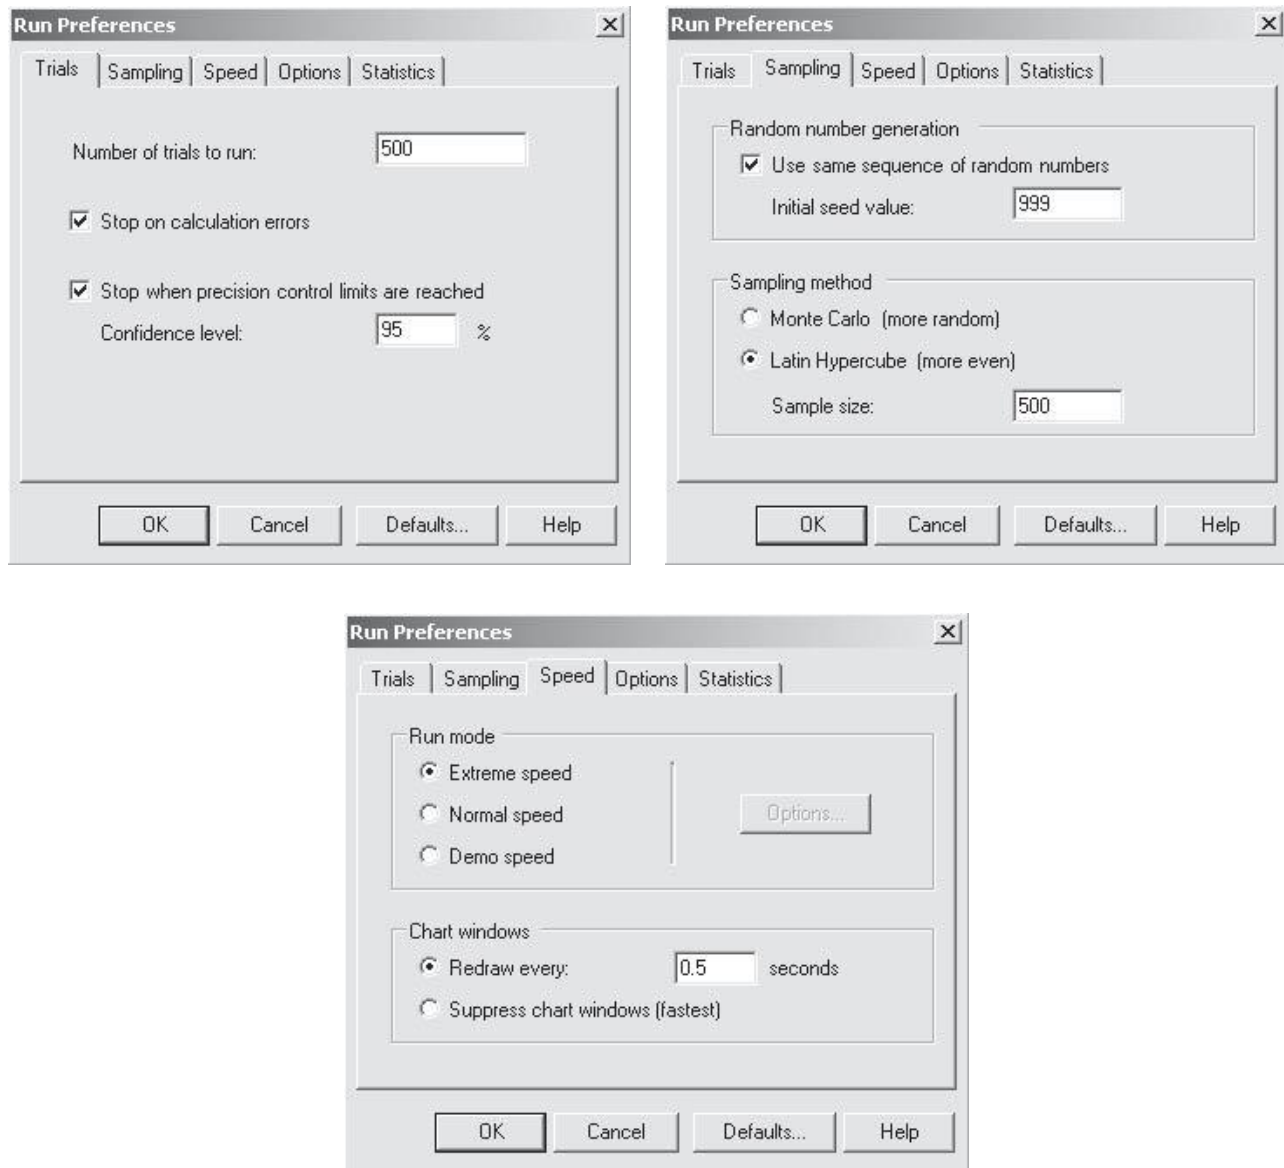 Run Preferences
Trials Sampling Speed Options Statistics
Number of trials to run: 500
Stop on calculation errors
Stop when precision control limits are reached
Confidence level: 95 %
OK Cancel Defaults... Help
Run Preferences
Trials Sampling Speed Options Statistics
Random number generation
Use same sequence of random numbers
Initial seed value: 999
Sampling method
Monte Carlo (more random)
Latin Hypercube (more even)
Sample size: 500
OK Cancel Defaults... Help
Run Preferences
Trials Sampling Speed Options Statistics
Run mode
Extreme speed
Normal speed
Options...
Demo speed
Chart windows
Redraw every: 0.5 seconds
Suppress chart windows (fastest)
OK Cancel Defaults... Help